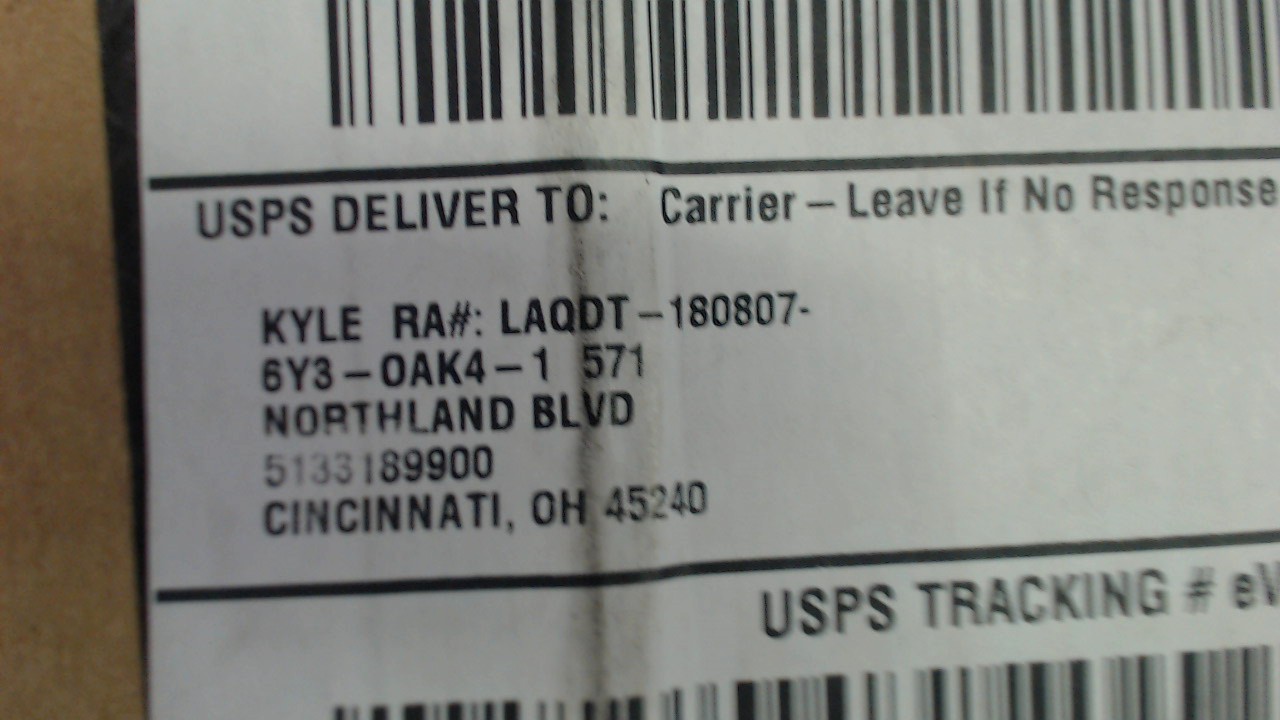 USPS DELIVER TO: Carrier – Leave If No Response
KYLE RA#: LAQDT-180807-
6Y3-OAK4-1 571
NORTHLAND BLVD
5133189900
CINCINNATI, OH 45240
USPS TRACKING # eV